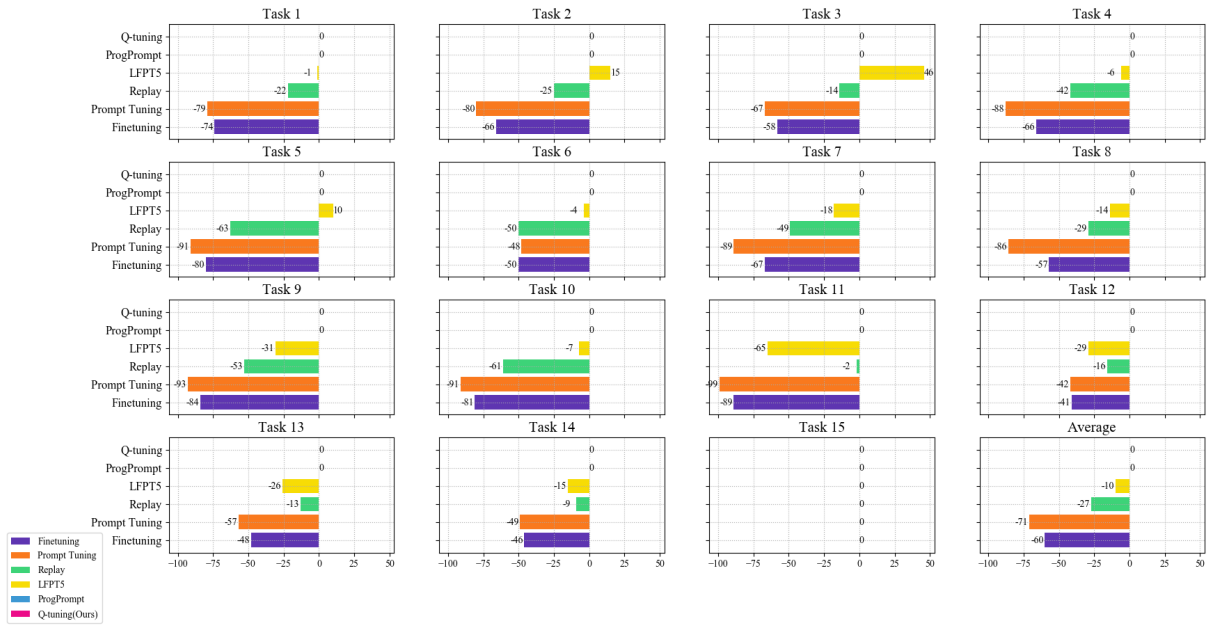 Task 1 Task 2 Task 3 Task 4
Q-tuning 0 0 0 0
ProgPrompt 0 0 0 0
LFPT5 -1 15 46 -6
Replay -22 -25 -14 -42
Prompt Tuning -79 -80 -67 -88
Finetuning -74 -66 -58 -66
Task 5 Task 6 Task 7 Task 8
Q-tuning 0 0 0 0
ProgPrompt 0 0 0 0
LFPT5 10 -4 -18 -14
Replay -63 -50 -49 -29
Prompt Tuning -91 -48 -89 -86
Finetuning -80 -50 -67 -57
Task 9 Task 10 Task 11 Task 12
Q-tuning 0 0 0 0
ProgPrompt 0 0 0 0
LFPT5 -31 -7 -65 -29
Replay -53 -61 -2 -16
Prompt Tuning -93 -91 -99 -42
Finetuning -84 -81 -89 -41
Task 13 Task 14 Task 15 Average
Q-tuning 0 0 0 0
ProgPrompt 0 0 0 0
LFPT5 -26 -15 0 -10
Replay -13 -9 0 -27
Prompt Tuning -57 -49 0 -71
Finetuning -48 -46 0 -60
−100 −75 −50 −25 0 25 50 −100 −75 −50 −25 0 25 50 −100 −75 −50 −25 0 25 50 −100 −75 −50 −25 0 25 50
Finetuning
Prompt Tuning
Replay
LFPT5
ProgPrompt
Q-tuning(Ours)